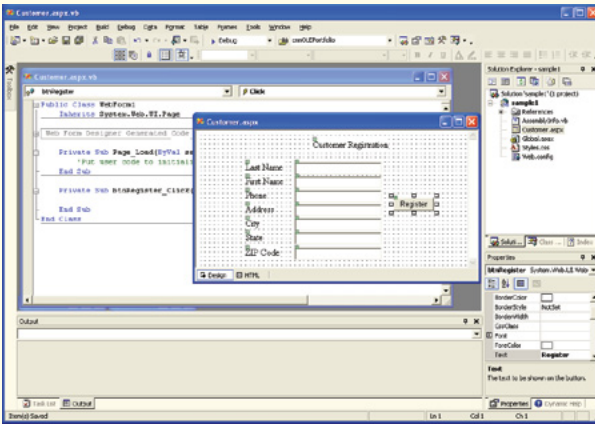 Customer.aspx.vb
File Edit View Project Build Debug Data Format Table Frames Tools Window Help
Debug
Toolbox
Customer.aspx.vb
btnRegister
Click
Public Class WebForm1
Inherits System.Web.UI.Page
Web Form Designer Generated Code
Private Sub Page_Load(ByVal se
'Put user code to initiali
End Sub
Private Sub btnRegister_Click(
End Sub
End Class
Customer.aspx
Customer Registration
Last Name
First Name
Phone
Address
City
State
ZIP Code
Register
Design HTML
Output
Task List Output
Item(s) Saved
Ln 1 Col 1 Ch 1
Solution Explorer - sample1
Solution 'sample1' (1 project)
sample1
References
AssemblyInfo.vb
Customer.aspx
Global.asax
Styles.css
Web.config
Soluti... Class ... Index
Properties
btnRegister System.Web.UI.Web
BorderColor
BorderStyle NotSet
BorderWidth
CssClass
Font
ForeColor
Text Register
Text
The text to be shown on the button.
Properties Dynamic Help